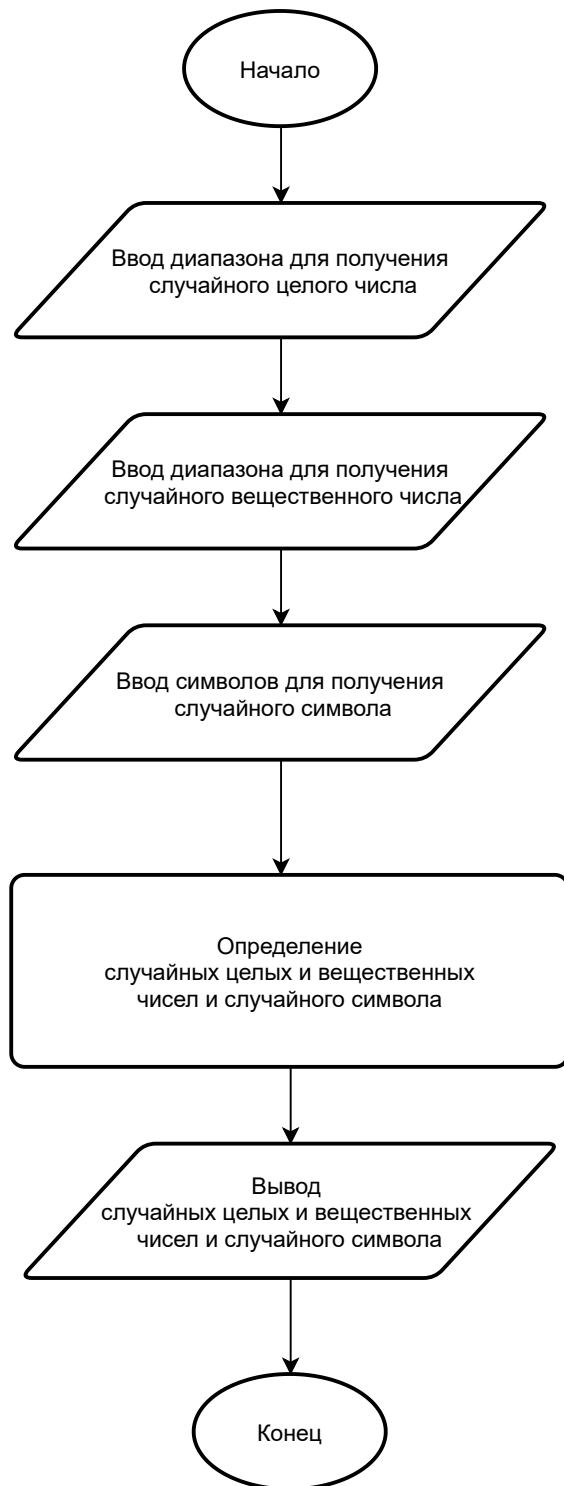 Начало
Ввод диапазона для получения
случайного целого числа
Ввод диапазона для получения
случайного вещественного числа
Ввод символов для получения
случайного символа
Определение
случайных целых и вещественных
чисел и случайного символа
Вывод
случайных целых и вещественных
чисел и случайного символа
Конец